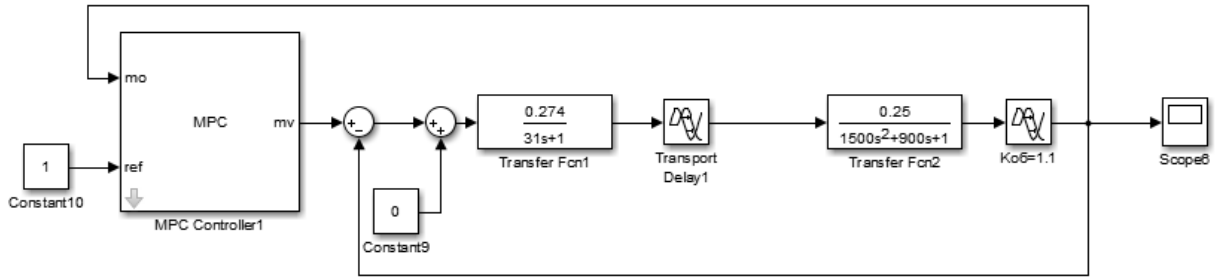 mo
MPC
mv
ref
MPC Controller1
1
Constant10
+
−
+
+
0
Constant9
0.274
31s+1
Transfer Fcn1
Transport
Delay1
0.25
1500s²+900s+1
Transfer Fcn2
Коб=1.1
Scope6